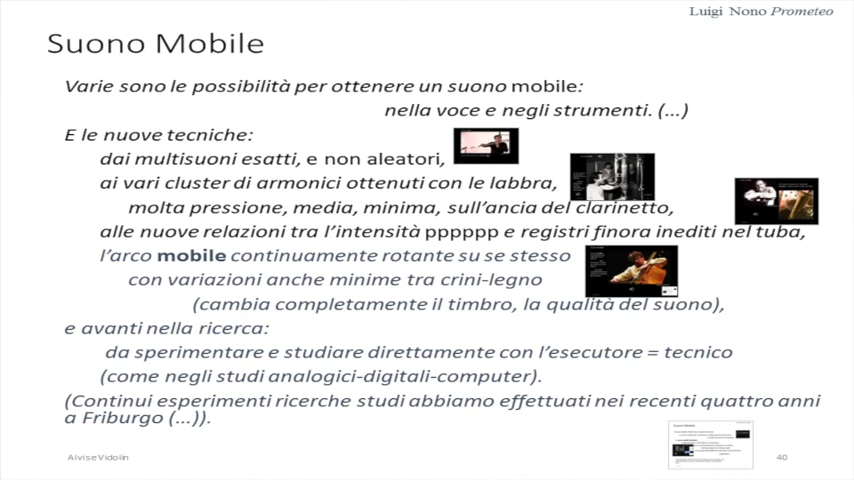 Luigi Nono Prometeo
Suono Mobile
Varie sono le possibilità per ottenere un suono mobile:
nella voce e negli strumenti. (...)
E le nuove tecniche:
dai multisuoni esatti, e non aleatori,
ai vari cluster di armonici ottenuti con le labbra,
molta pressione, media, minima, sull’ancia del clarinetto,
alle nuove relazioni tra l’intensità pppppp e registri finora inediti nel tuba,
l’arco mobile continuamente rotante su se stesso
con variazioni anche minime tra crini-legno
(cambia completamente il timbro, la qualità del suono),
e avanti nella ricerca:
da sperimentare e studiare direttamente con l’esecutore = tecnico
(come negli studi analogici-digitali-computer).
(Continui esperimenti ricerche studi abbiamo effettuati nei recenti quattro anni
a Friburgo (...)).
Alvise Vidolin
40